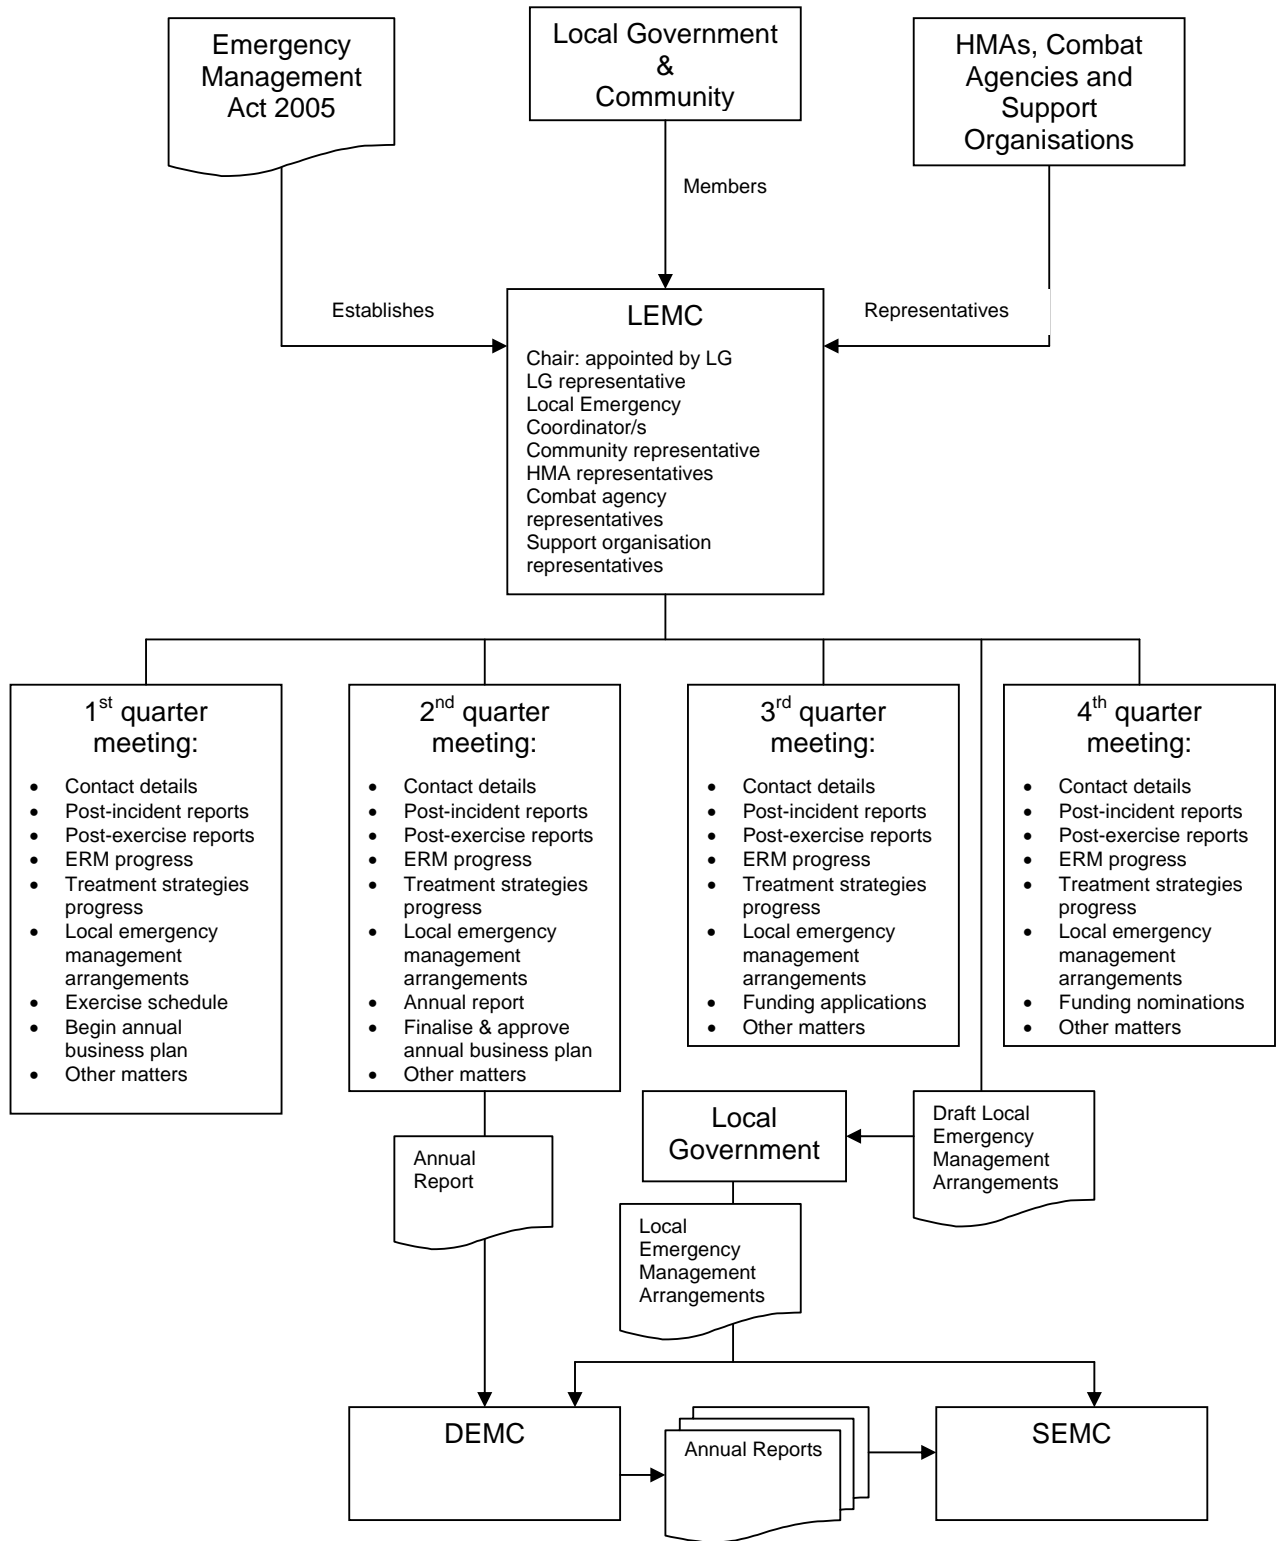 Emergency
Management
Act 2005
Local Government
&
Community
HMAs, Combat
Agencies and
Support
Organisations
Members
Establishes
Representatives
LEMC
Chair: appointed by LG
LG representative
Local Emergency
Coordinator/s
Community representative
HMA representatives
Combat agency
representatives
Support organisation
representatives
1st quarter
meeting:
• Contact details
• Post-incident reports
• Post-exercise reports
• ERM progress
• Treatment strategies
progress
• Local emergency
management
arrangements
• Exercise schedule
• Begin annual
business plan
• Other matters
2nd quarter
meeting:
• Contact details
• Post-incident reports
• Post-exercise reports
• ERM progress
• Treatment strategies
progress
• Local emergency
management
arrangements
• Annual report
• Finalise & approve
annual business plan
• Other matters
3rd quarter
meeting:
• Contact details
• Post-incident reports
• Post-exercise reports
• ERM progress
• Treatment strategies
progress
• Local emergency
management
arrangements
• Funding applications
• Other matters
4th quarter
meeting:
• Contact details
• Post-incident reports
• Post-exercise reports
• ERM progress
• Treatment strategies
progress
• Local emergency
management
arrangements
• Funding nominations
• Other matters
Annual
Report
Local
Government
Draft Local
Emergency
Management
Arrangements
Local
Emergency
Management
Arrangements
DEMC
Annual Reports
SEMC